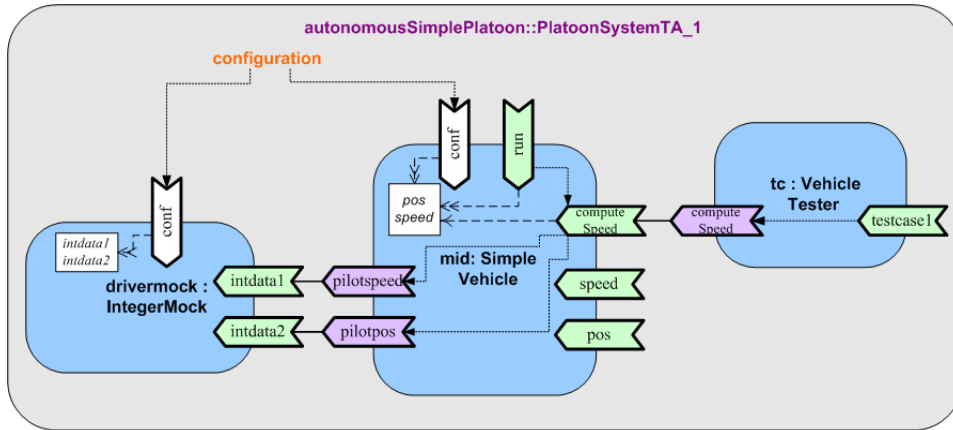 autonomousSimplePlatoon::PlatoonSystemTA_1
configuration
conf
run
pos
speed
compute
Speed
compute
Speed
tc : Vehicle
Tester
testcase1
conf
intdata1
intdata2
drivermock :
IntegerMock
intdata1
pilotspeed
mid: Simple
Vehicle
speed
intdata2
pilotpos
pos